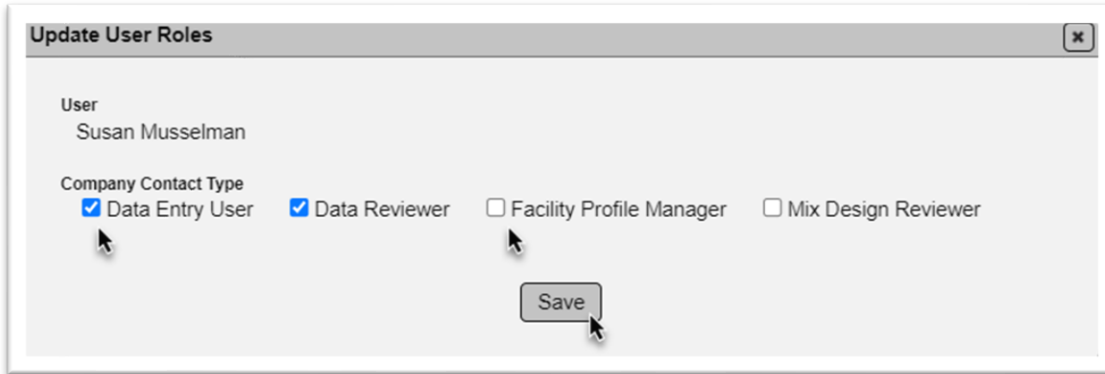 Update User Roles
User
Susan Musselman
Company Contact Type
Data Entry User Data Reviewer Facility Profile Manager Mix Design Reviewer
Save